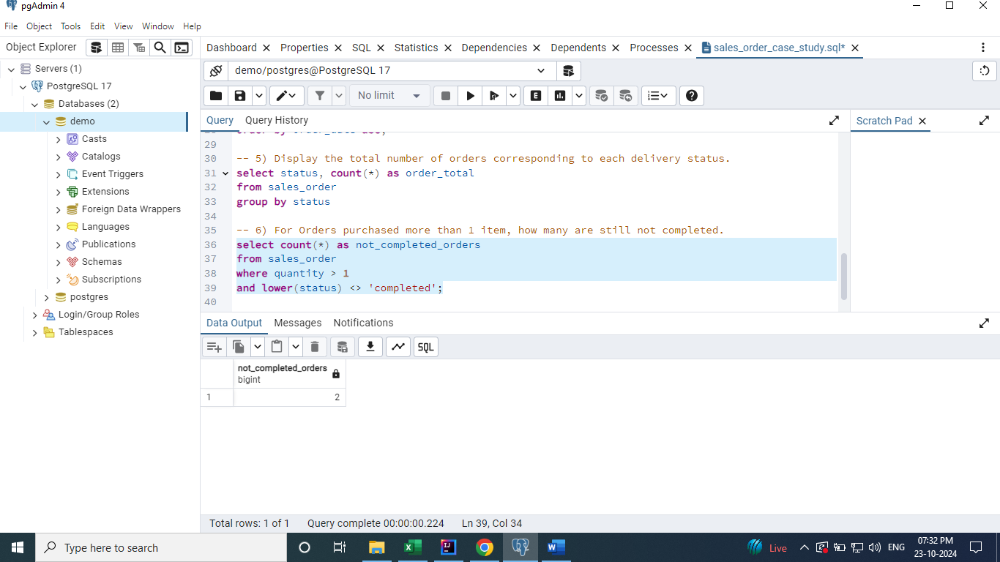 pgAdmin 4
File Object Tools Edit View Window Help
Object Explorer
Dashboard Properties SQL Statistics Dependencies Dependents Processes sales_order_case_study.sql*
Servers (1)
PostgreSQL 17
Databases (2)
demo
Casts
Catalogs
Event Triggers
Extensions
Foreign Data Wrappers
Languages
Publications
Schemas
Subscriptions
postgres
Login/Group Roles
Tablespaces
demo/postgres@PostgreSQL 17
No limit
E
Query Query History
Scratch Pad
29
30 -- 5) Display the total number of orders corresponding to each delivery status.
31 select status, count(*) as order_total
32 from sales_order
33 group by status
34
35 -- 6) For Orders purchased more than 1 item, how many are still not completed.
36 select count(*) as not_completed_orders
37 from sales_order
38 where quantity > 1
39 and lower(status) <> 'completed';
40
Data Output Messages Notifications
SQL
not_completed_orders
bigint
1 2
Total rows: 1 of 1 Query complete 00:00:00.224 Ln 39, Col 34
Type here to search
Live
ENG
07:32 PM
23-10-2024